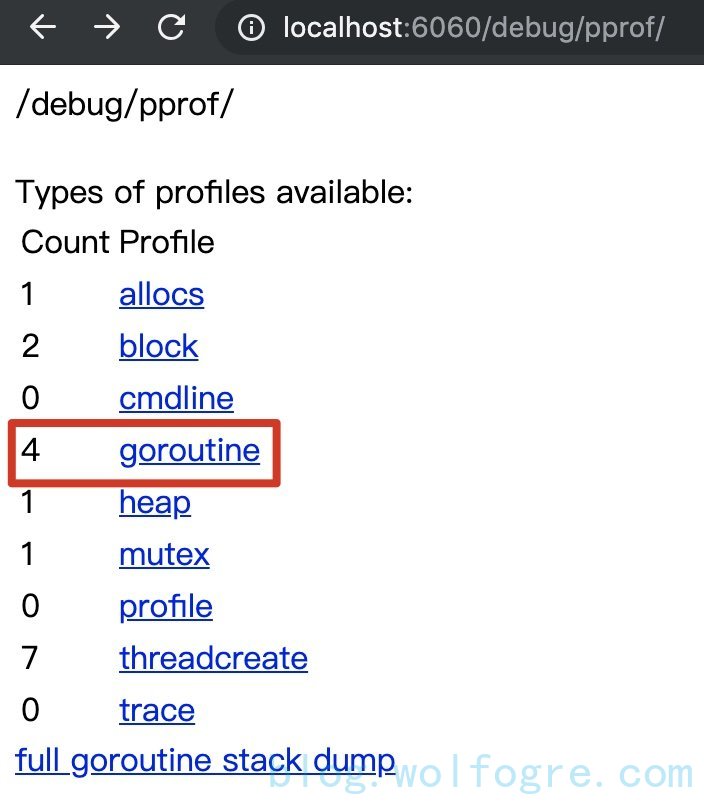 localhost:6060/debug/pprof/
/debug/pprof/
Types of profiles available:
Count Profile
1 allocs
2 block
0 cmdline
4 goroutine
1 heap
1 mutex
0 profile
7 threadcreate
0 trace
full goroutine stack dump
blog.wolfogre.com